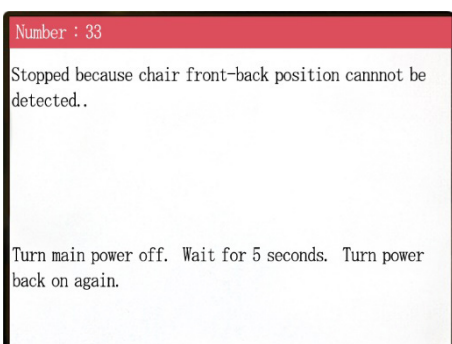 Number：33
Stopped because chair front-back position cannnot be
detected..
Turn main power off. Wait for 5 seconds. Turn power
back on again.